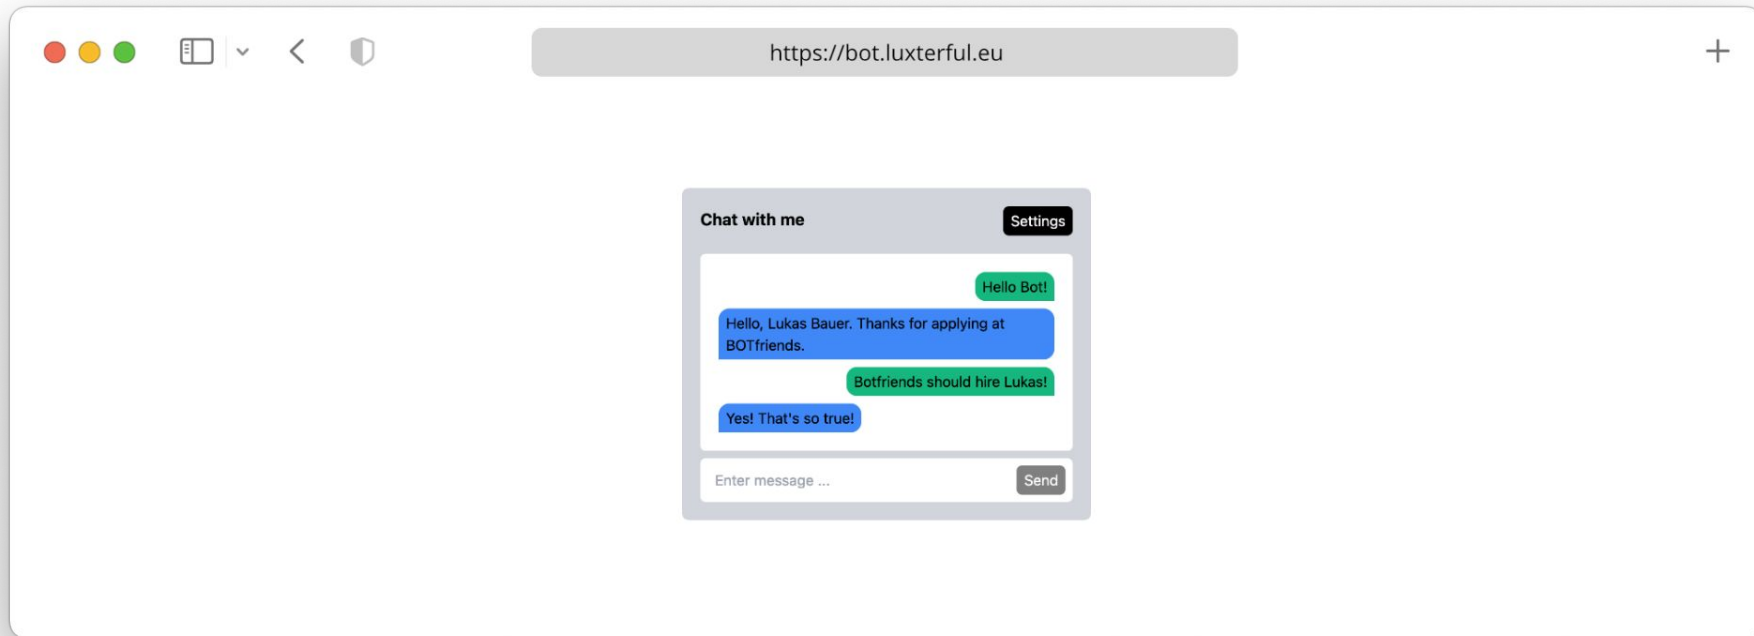 https://bot.luxterful.eu
Chat with me
Settings
Hello Bot!
Hello, Lukas Bauer. Thanks for applying at
BOTfriends.
Botfriends should hire Lukas!
Yes! That's so true!
Enter message ...
Send